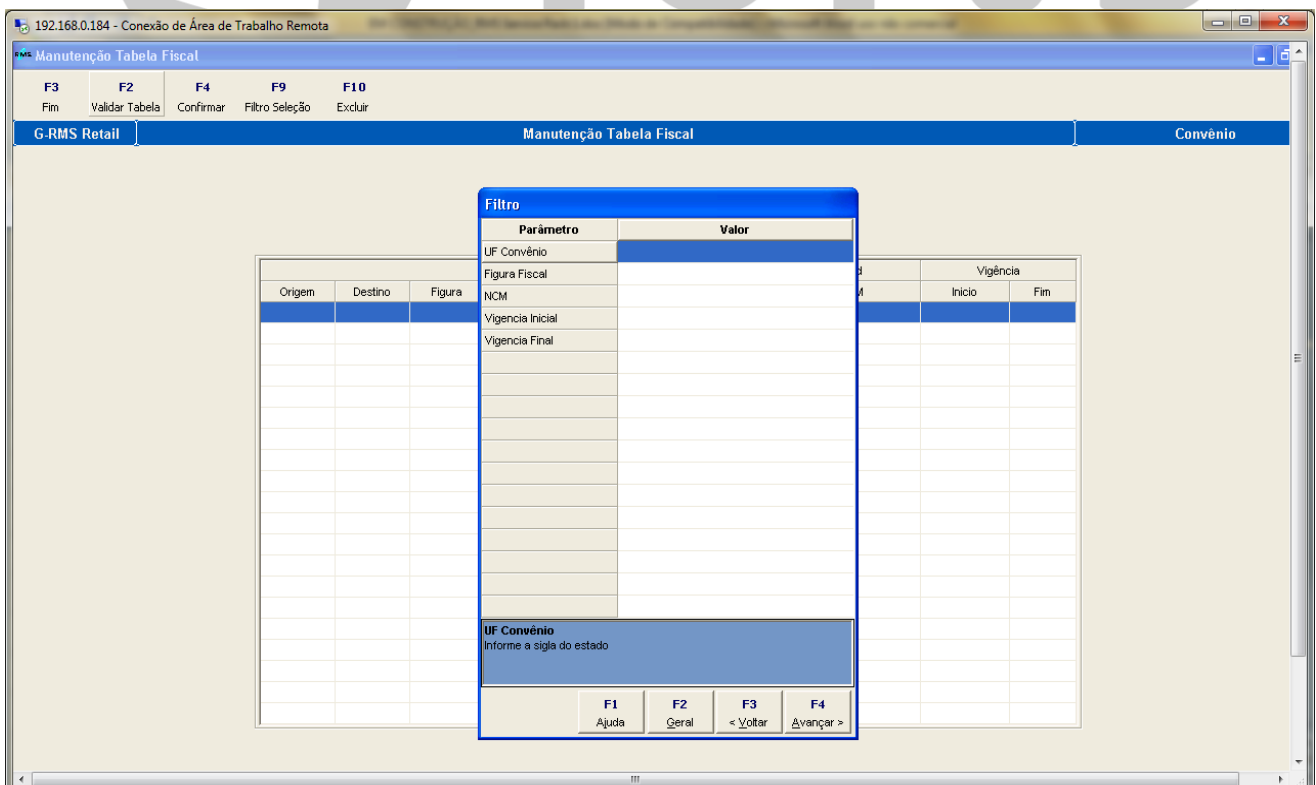 192.168.0.184 - Conexão de Área de Trabalho Remota
RMS Manutenção Tabela Fiscal
F3 F2 F4 F9 F10
Fim Validar Tabela Confirmar Filtro Seleção Excluir
G-RMS Retail Manutenção Tabela Fiscal Convênio
Filtro
Parâmetro Valor
UF Convênio
Figura Fiscal
NCM
Vigencia Inicial
Vigencia Final
Vigência
Origem Destino Figura Inicio Fim
UF Convênio
Informe a sigla do estado
F1 F2 F3 F4
Ajuda Geral < Voltar Avançar >